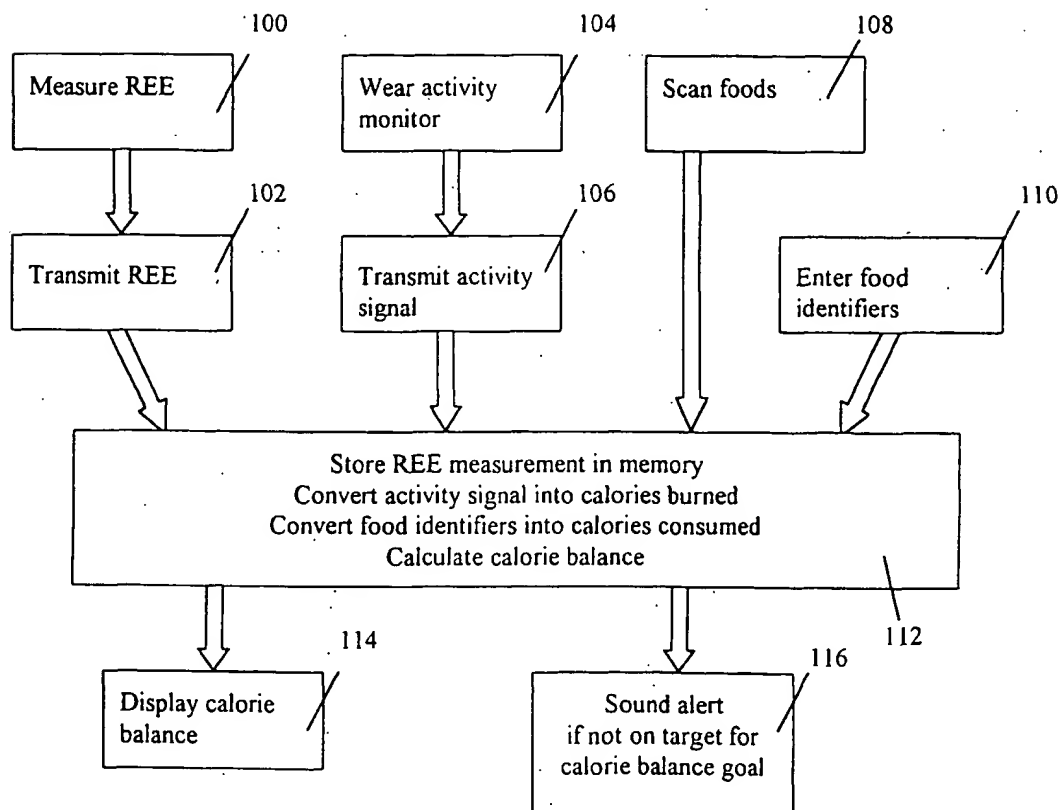 100
104
108
Measure REE
Wear activity
monitor
Scan foods
102
106
110
Transmit REE
Transmit activity
signal
Enter food
identifiers
Store REE measurement in memory
Convert activity signal into calories burned
Convert food identifiers into calories consumed
Calculate calorie balance
112
114
116
Display calorie
balance
Sound alert
if not on target for
calorie balance goal